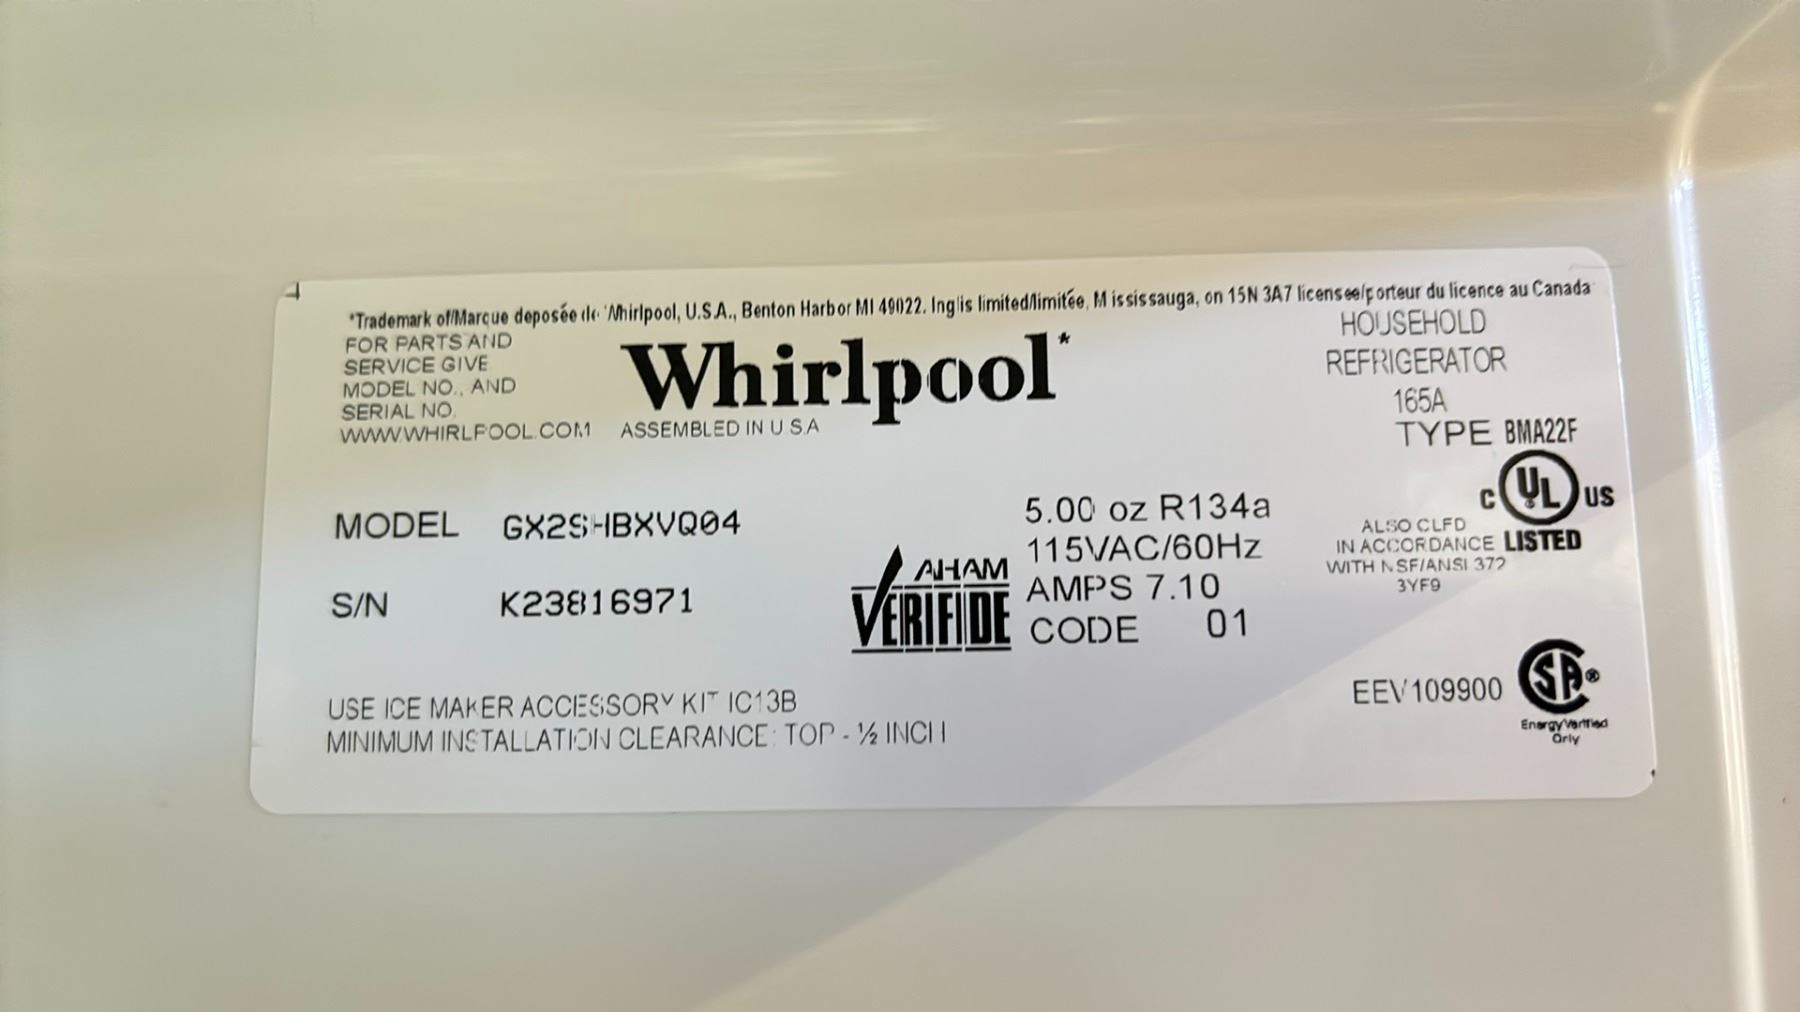 *Trademark of/Marque deposée de Whirlpool, U.S.A., Benton Harbor MI 49022. Inglis limited/limitée, Mississauga, on 15N 3A7 licensee/porteur du licence au Canada
FOR PARTS AND
SERVICE GIVE
MODEL NO., AND
SERIAL NO.
WWW.WHIRLPOOL.COM
Whirlpool*
ASSEMBLED IN U.S.A
HOUSEHOLD
REFRIGERATOR
165A
TYPE BMA22F
C UL US
LISTED
ALSO CLFD
IN ACCORDANCE
WITH NSF/ANSI 372
3YF9
MODEL GX2SHBXVQ04
S/N K23816971
AHAM
VERIFIDE
5.00 oz R134a
115VAC/60Hz
AMPS 7.10
CODE 01
USE ICE MAKER ACCESSORY KIT IC13B
MINIMUM INSTALLATION CLEARANCE: TOP - ½ INCH
EEV109900
SA®
Energy Verified
Only